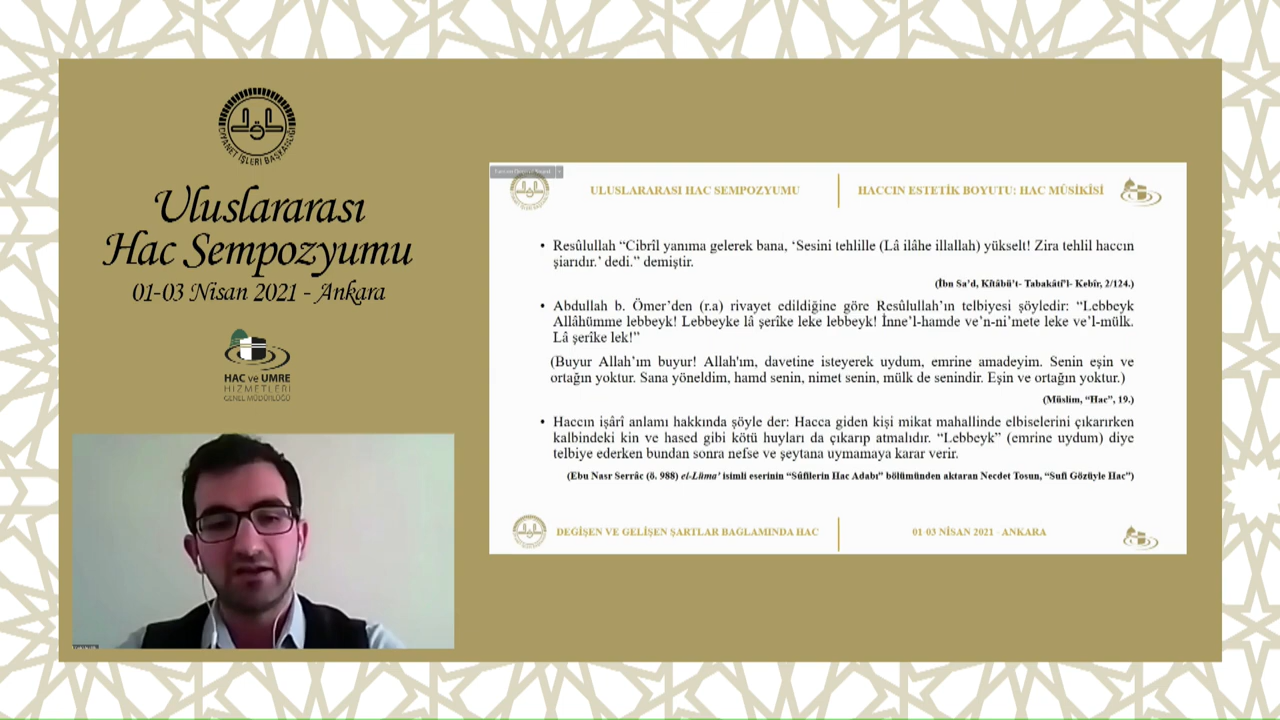 DİYANET İŞLERİ BAŞKANLIĞI
Uluslararası
Hac Sempozyumu
01-03 Nisan 2021 - Ankara
HAC ve UMRE
HİZMETLERİ
GENEL MÜDÜRLÜĞÜ
ULUSLARARASI HAC SEMPOZYUMU
HACCIN ESTETİK BOYUTU: HAC MÛSİKÎSİ
• Resûlullah “Cibrîl yanıma gelerek bana, ‘Sesini tehlille (Lâ ilâhe illallah) yükselt! Zira tehlil haccın
şiarıdır.’ dedi.” demiştir.
(İbn Sa’d, Kîtâbü’t- Tabakâti’l- Kebîr, 2/124.)
• Abdullah b. Ömer’den (r.a) rivayet edildiğine göre Resûlullah’ın telbiyesi şöyledir: “Lebbeyk
Allâhümme lebbeyk! Lebbeyke lâ şerîke leke lebbeyk! İnne’l-hamde ve’n-ni’mete leke ve’l-mülk.
Lâ şerîke lek!”
(Buyur Allah’ım buyur! Allah'ım, davetine isteyerek uydum, emrine amadeyim. Senin eşin ve
ortağın yoktur. Sana yöneldim, hamd senin, nimet senin, mülk de senindir. Eşin ve ortağın yoktur.)
(Müslim, “Hac”, 19.)
• Haccın işârî anlamı hakkında şöyle der: Hacca giden kişi mikat mahallinde elbiselerini çıkarırken
kalbindeki kin ve hased gibi kötü huyları da çıkarıp atmalıdır. “Lebbeyk” (emrine uydum) diye
telbiye ederken bundan sonra nefse ve şeytana uymamaya karar verir.
(Ebu Nasr Serrâc (ö. 988) el-Lüma’ isimli eserinin “Sûfîlerin Hac Adabı” bölümünden aktaran Necdet Tosun, “Sufi Gözüyle Hac”)
DEĞİŞEN VE GELİŞEN ŞARTLAR BAĞLAMINDA HAC
01 03 NİSAN 2021 - ANKARA